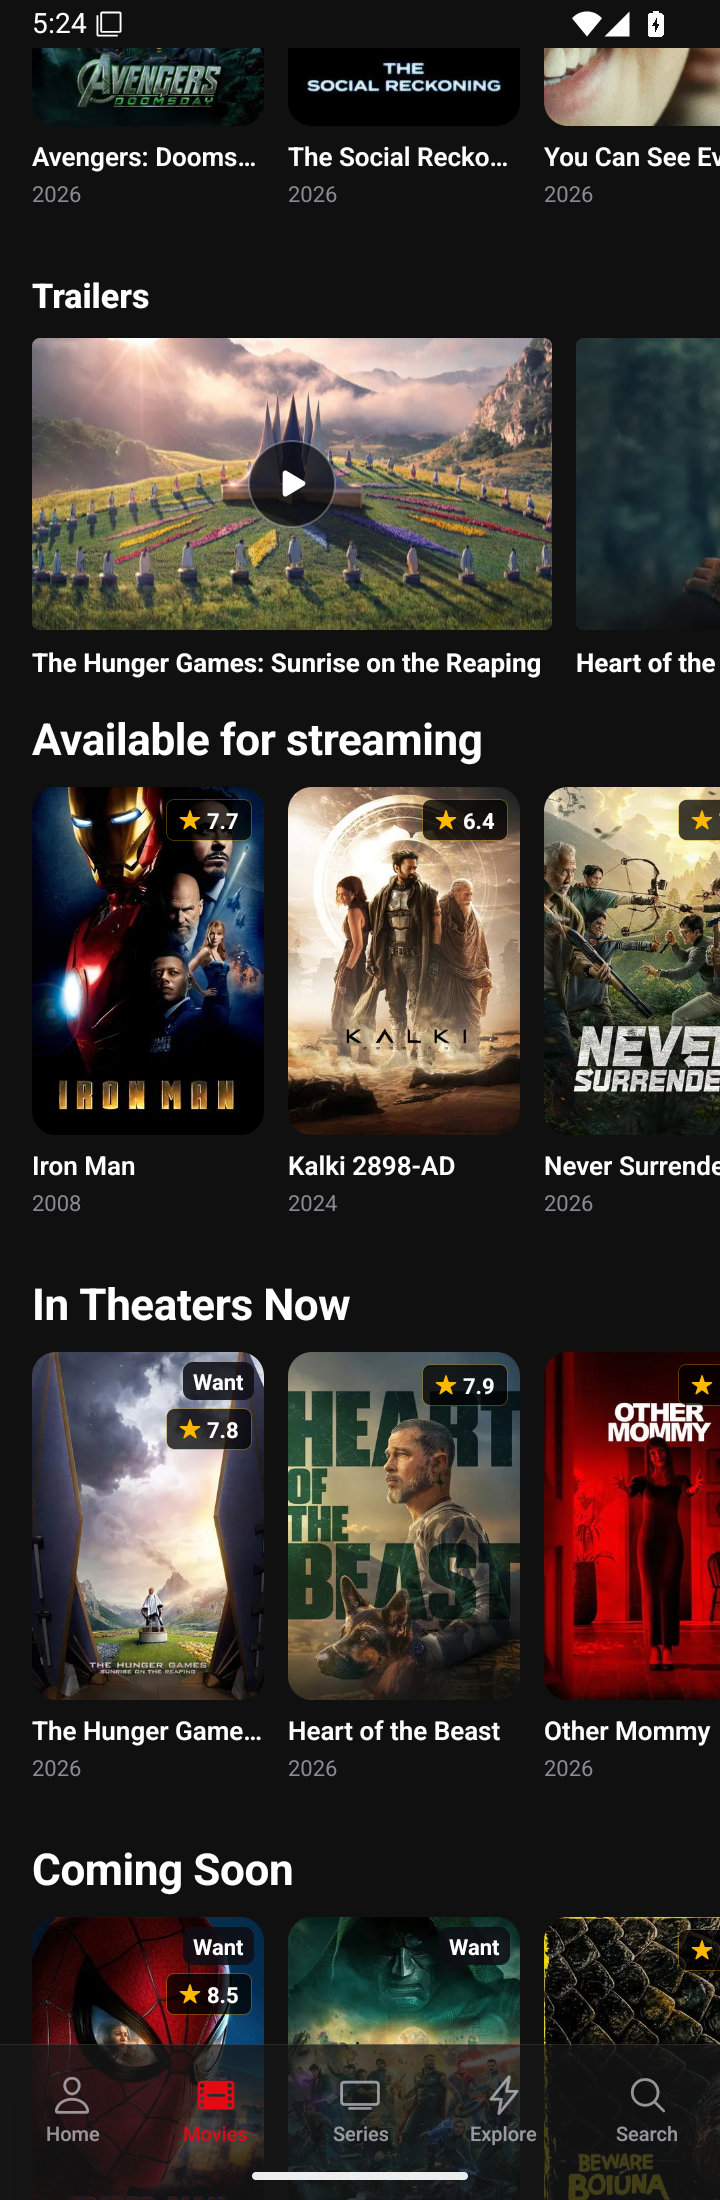 5:24
AVENGERS
DOOMSDAY
THE
SOCIAL RECKONING
Avengers: Dooms...
The Social Recko...
You Can See Ev
2026
2026
2026
Trailers
The Hunger Games: Sunrise on the Reaping
Heart of the
Available for streaming
7.7
6.4
IRON MAN
KALKI
NEVE
SURRENDE
Iron Man
Kalki 2898-AD
Never Surrende
2008
2024
2026
In Theaters Now
Want
7.8
7.9
HEART
OF
THE
BEAST
OTHER
MOMMY
THE HUNGER GAMES
SUNRISE ON THE REAPING
The Hunger Game...
Heart of the Beast
Other Mommy
2026
2026
2026
Coming Soon
Want
8.5
Want
BEWARE
BOIUNA
Home
Movies
Series
Explore
Search